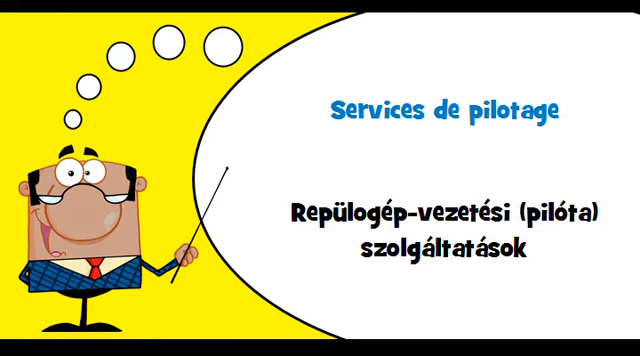 Services de pilotage
Repülogép-vezetési (pilóta)
szolgáltatások